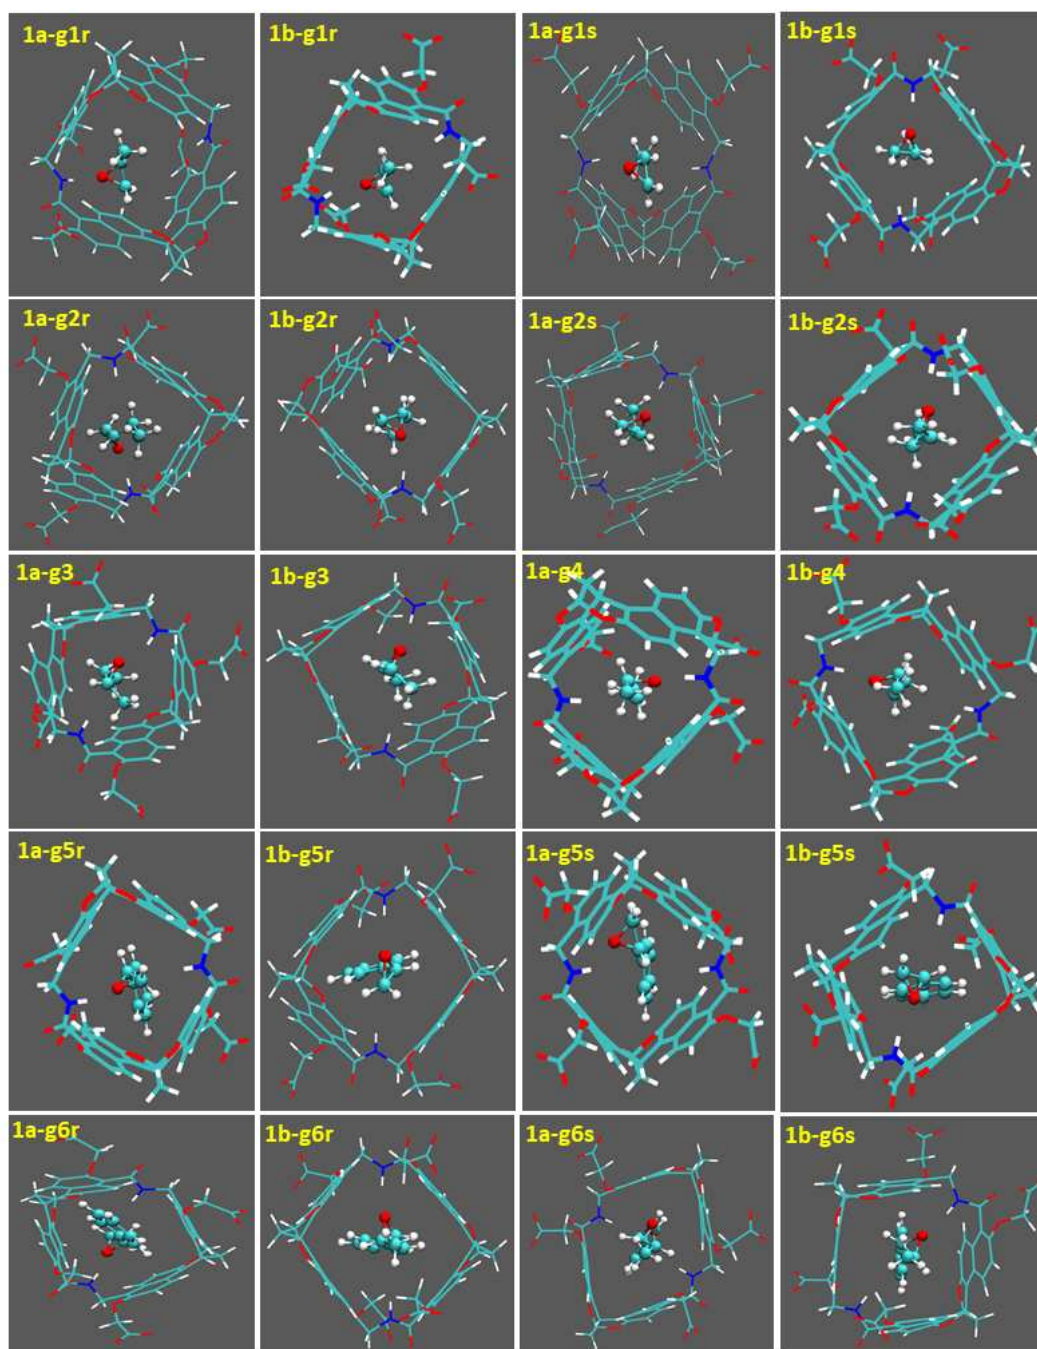 1a-g1r 1b-g1r 1a-g1s 1b-g1s
1a-g2r 1b-g2r 1a-g2s 1b-g2s
1a-g3 1b-g3 1a-g4 1b-g4
1a-g5r 1b-g5r 1a-g5s 1b-g5s
1a-g6r 1b-g6r 1a-g6s 1b-g6s